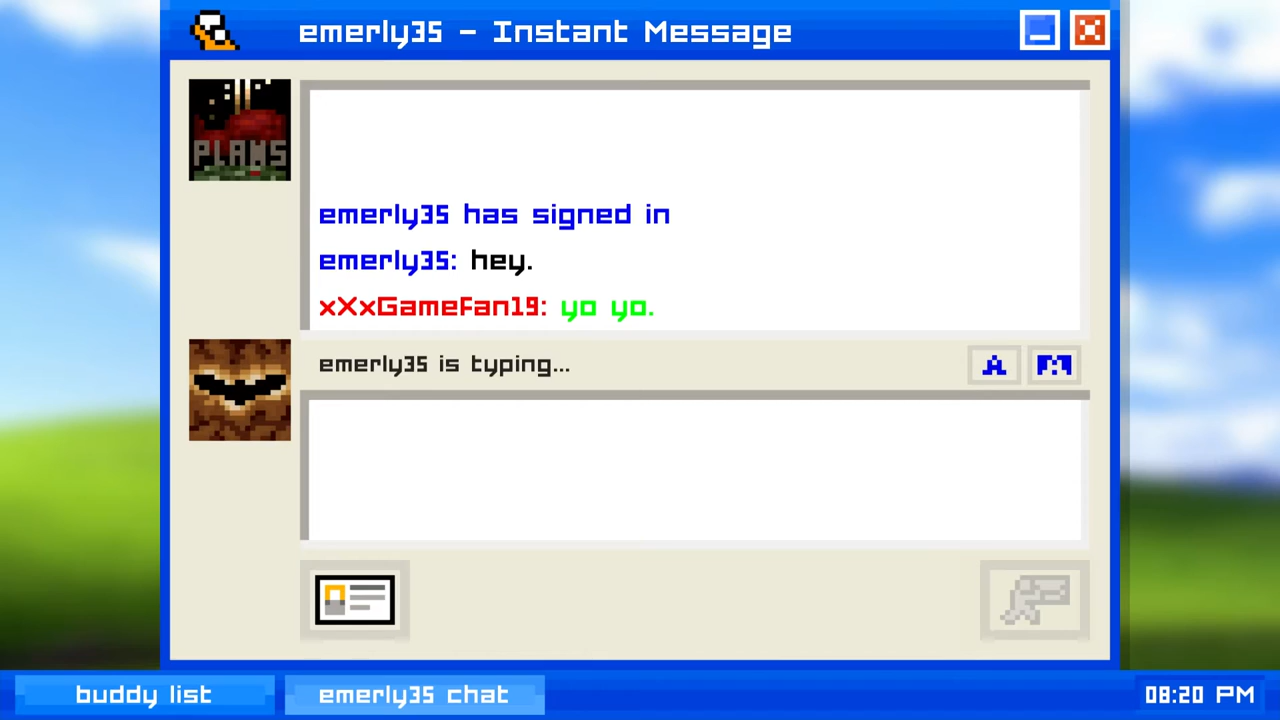 emerly35 - Instant Message
PLANS
emerly35 has signed in
emerly35: hey.
xXxGameFan19: yo yo.
emerly35 is typing...
A
buddy list
emerly35 chat
08:20 PM